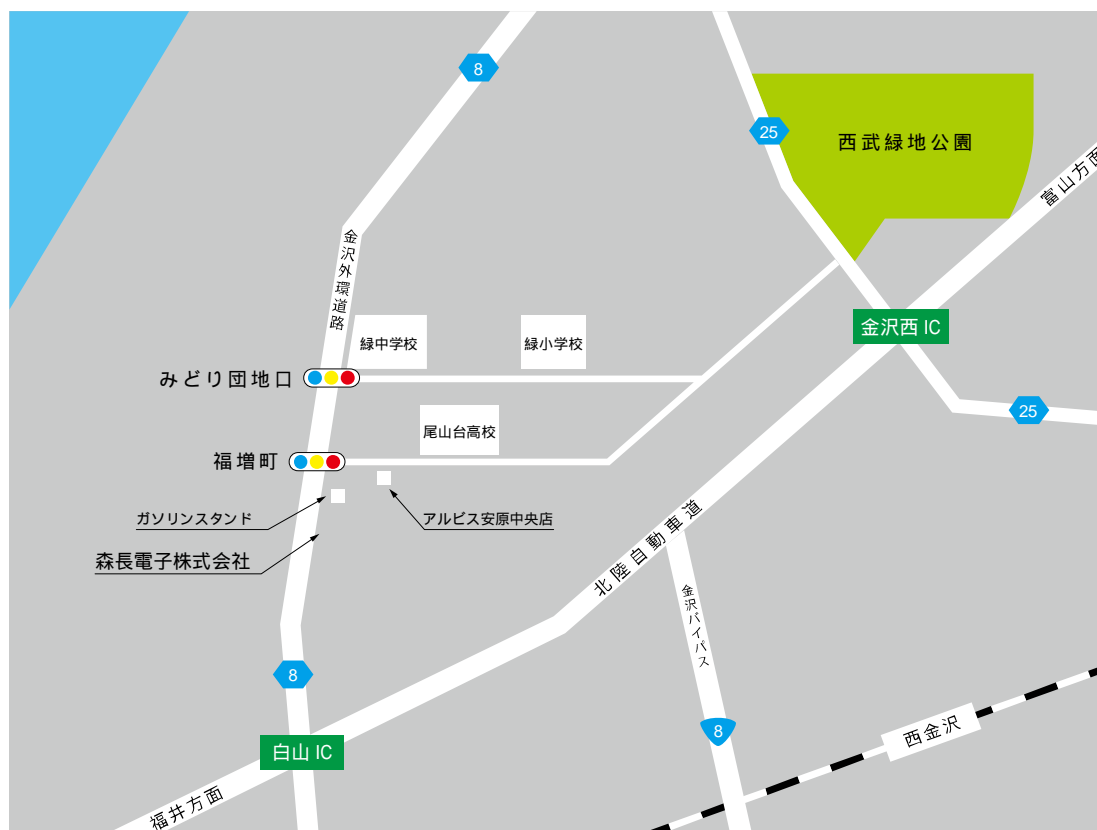 8
25
西武緑地公園
富山方面
金沢外環道路
金沢西 IC
緑中学校
緑小学校
みどり団地口
25
尾山台高校
福増町
ガソリンスタンド
アルビス安原中央店
森長電子株式会社
北陸自動車道
金沢バイパス
8
8
西金沢
白山 IC
福井方面